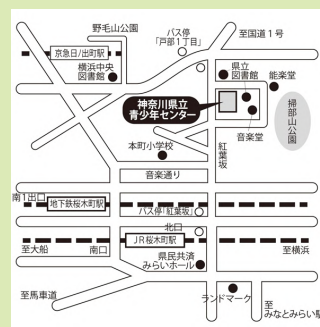 野毛山公園
バス停
「戸部1丁目」
至国道1号
京急日ノ出町駅
横浜中央
図書館
県立
図書館
能楽堂
神奈川県立
青少年センター
掃部山公園
音楽堂
本町小学校
紅葉坂
音楽通り
南1出口
地下鉄桜木町駅
バス停「紅葉坂」
北口
JR桜木町駅
至大船
南口
至横浜
県民共済
みらいホール
至馬車道
ランドマーク
至
みなとみらい駅